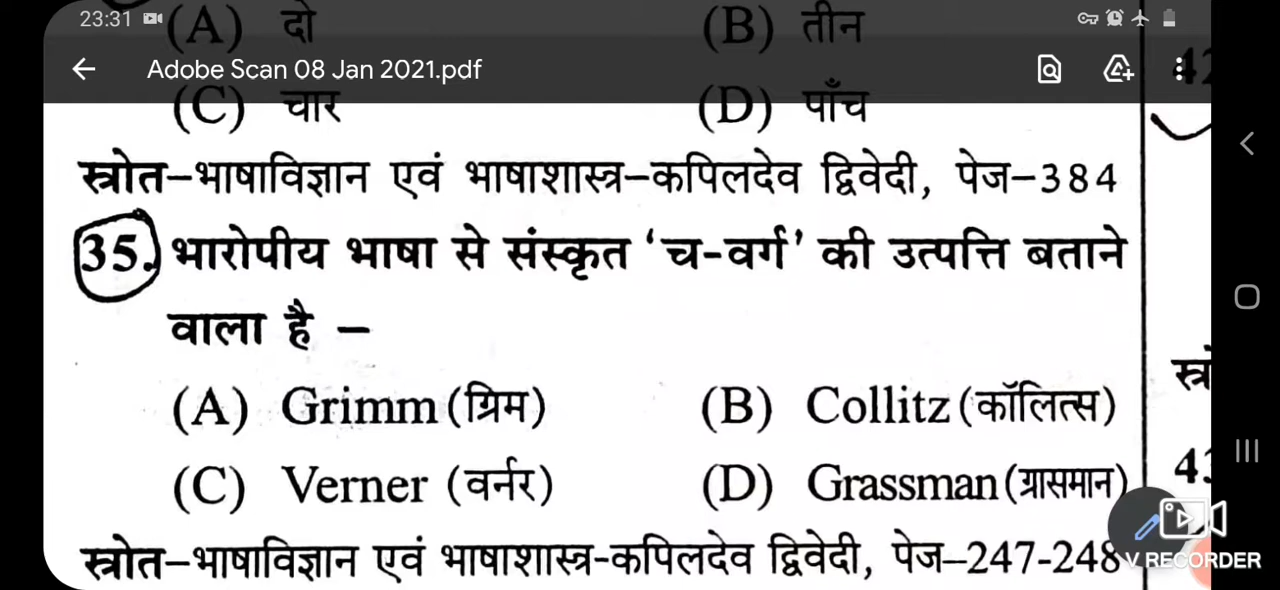 23:31
(A) दो (B) तीन
← Adobe Scan 08 Jan 2021.pdf
(C) चार (D) पाँच
स्त्रोत–भाषाविज्ञान एवं भाषाशास्त्र–कपिलदेव द्विवेदी, पेज–384
35. भारोपीय भाषा से संस्कृत ‘च-वर्ग’ की उत्पत्ति बताने
वाला है –
(A) Grimm (ग्रिम) (B) Collitz (कॉलित्स)
(C) Verner (वर्नर) (D) Grassman (ग्रासमान)
स्त्रोत–भाषाविज्ञान एवं भाषाशास्त्र-कपिलदेव द्विवेदी, पेज–247-248
V RECORDER